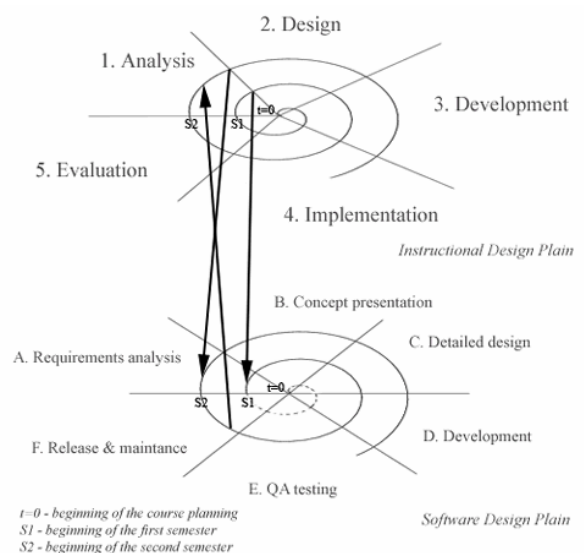 2. Design
1. Analysis
3. Development
t=0
S2
S1
5. Evaluation
4. Implementation
Instructional Design Plain
B. Concept presentation
C. Detailed design
A. Requirements analysis
t=0
S2
S1
D. Development
F. Release & maintance
E. QA testing
t=0 - beginning of the course planning
S1 - beginning of the first semester
Software Design Plain
S2 - beginning of the second semester